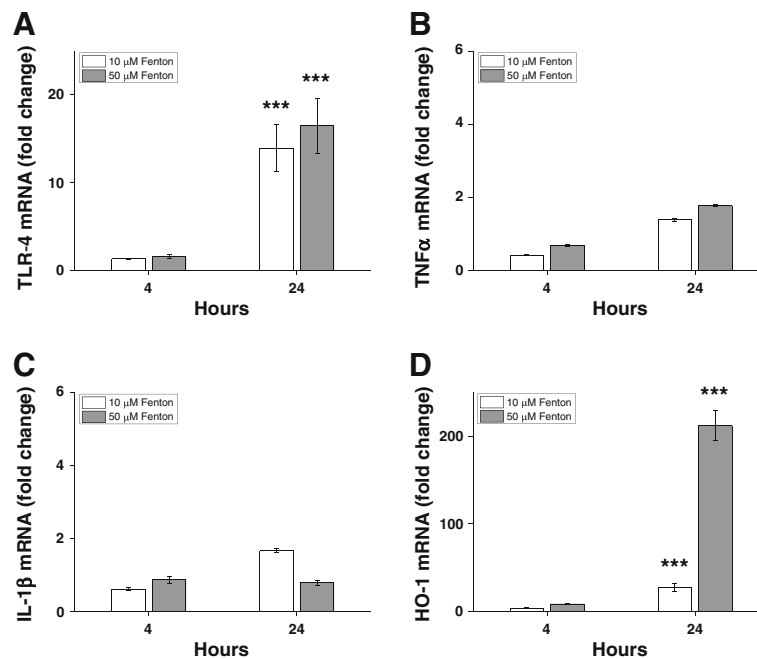 A
TLR-4 mRNA (fold change)
10 μM Fenton
50 μM Fenton
20
10
0
***
***
4
24
Hours
B
TNFα mRNA (fold change)
10 μM Fenton
50 μM Fenton
6
4
2
0
4
24
Hours
C
IL-1β mRNA (fold change)
10 μM Fenton
50 μM Fenton
6
4
2
0
4
24
Hours
D
HO-1 mRNA (fold change)
10 μM Fenton
50 μM Fenton
200
100
0
***
***
4
24
Hours